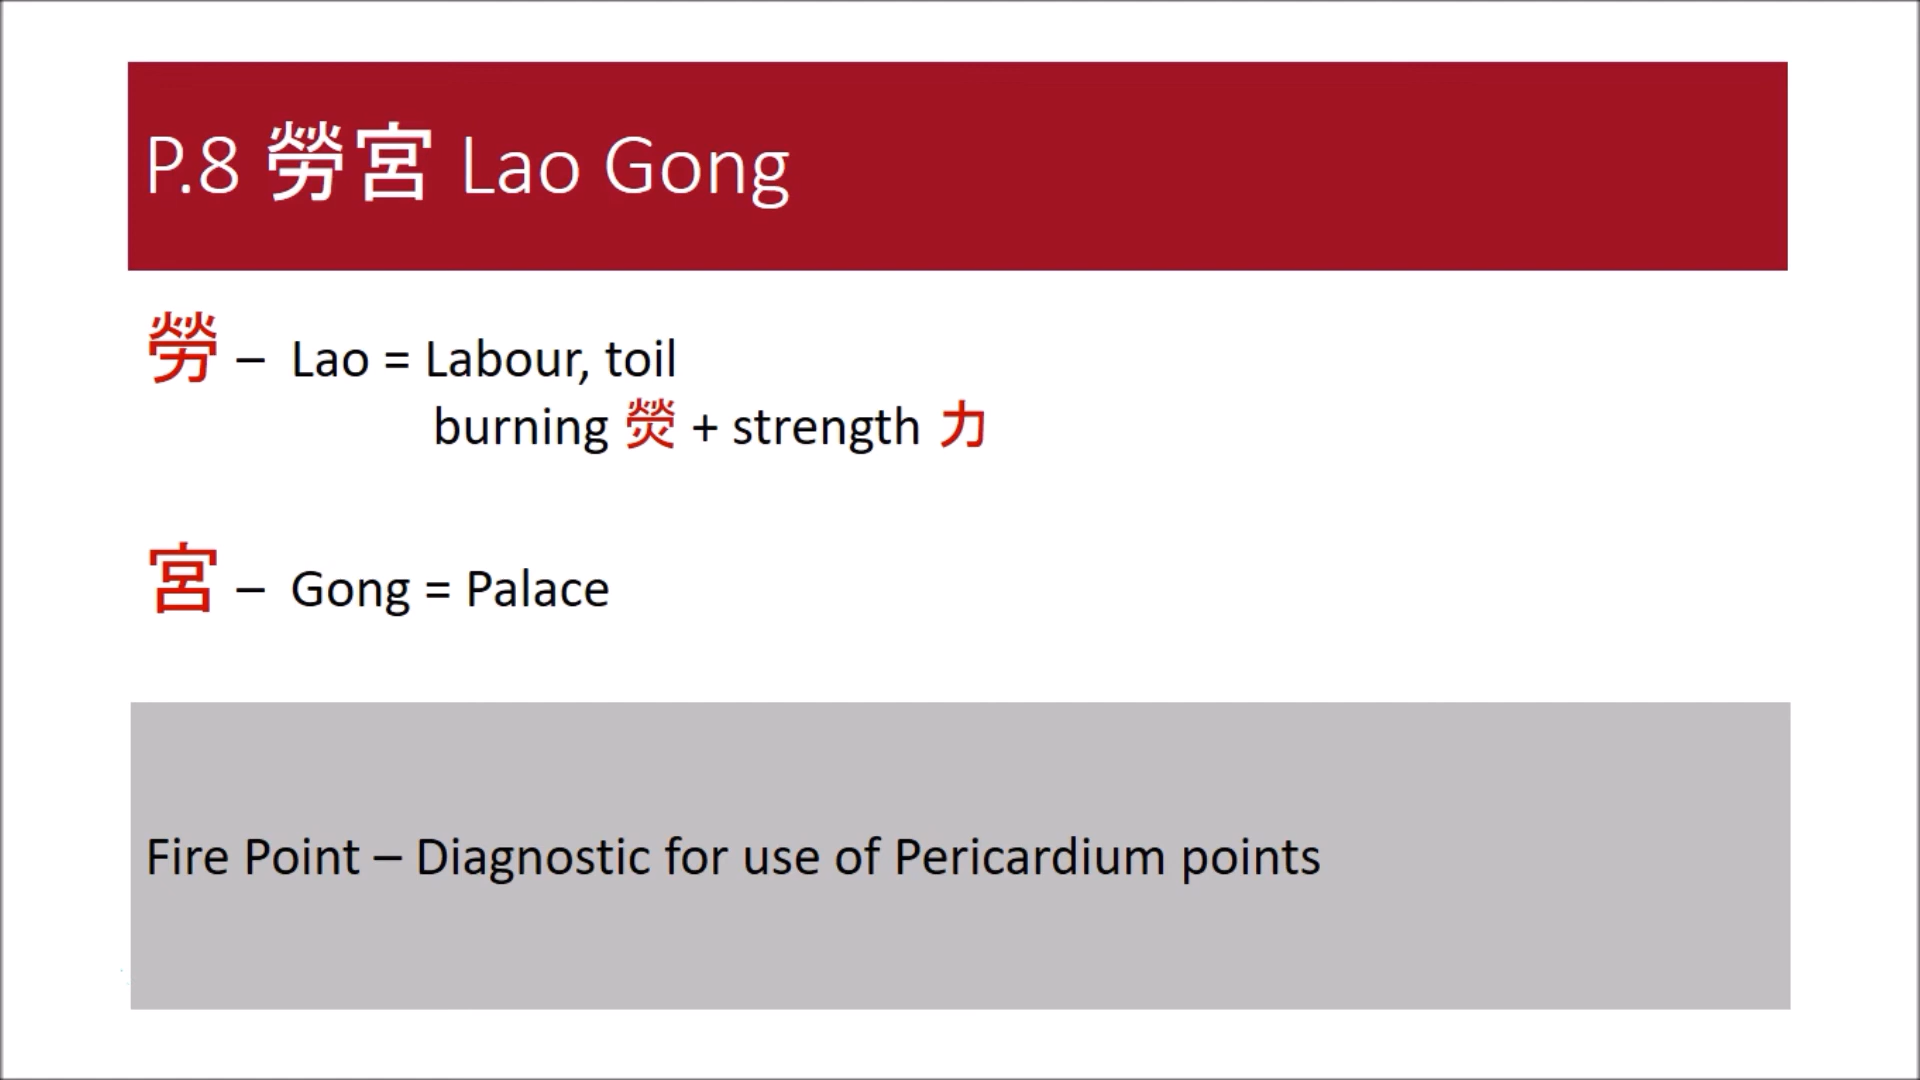 P.8 勞宮 Lao Gong
勞 – Lao = Labour, toil
burning 熒 + strength 力
宮 – Gong = Palace
Fire Point – Diagnostic for use of Pericardium points